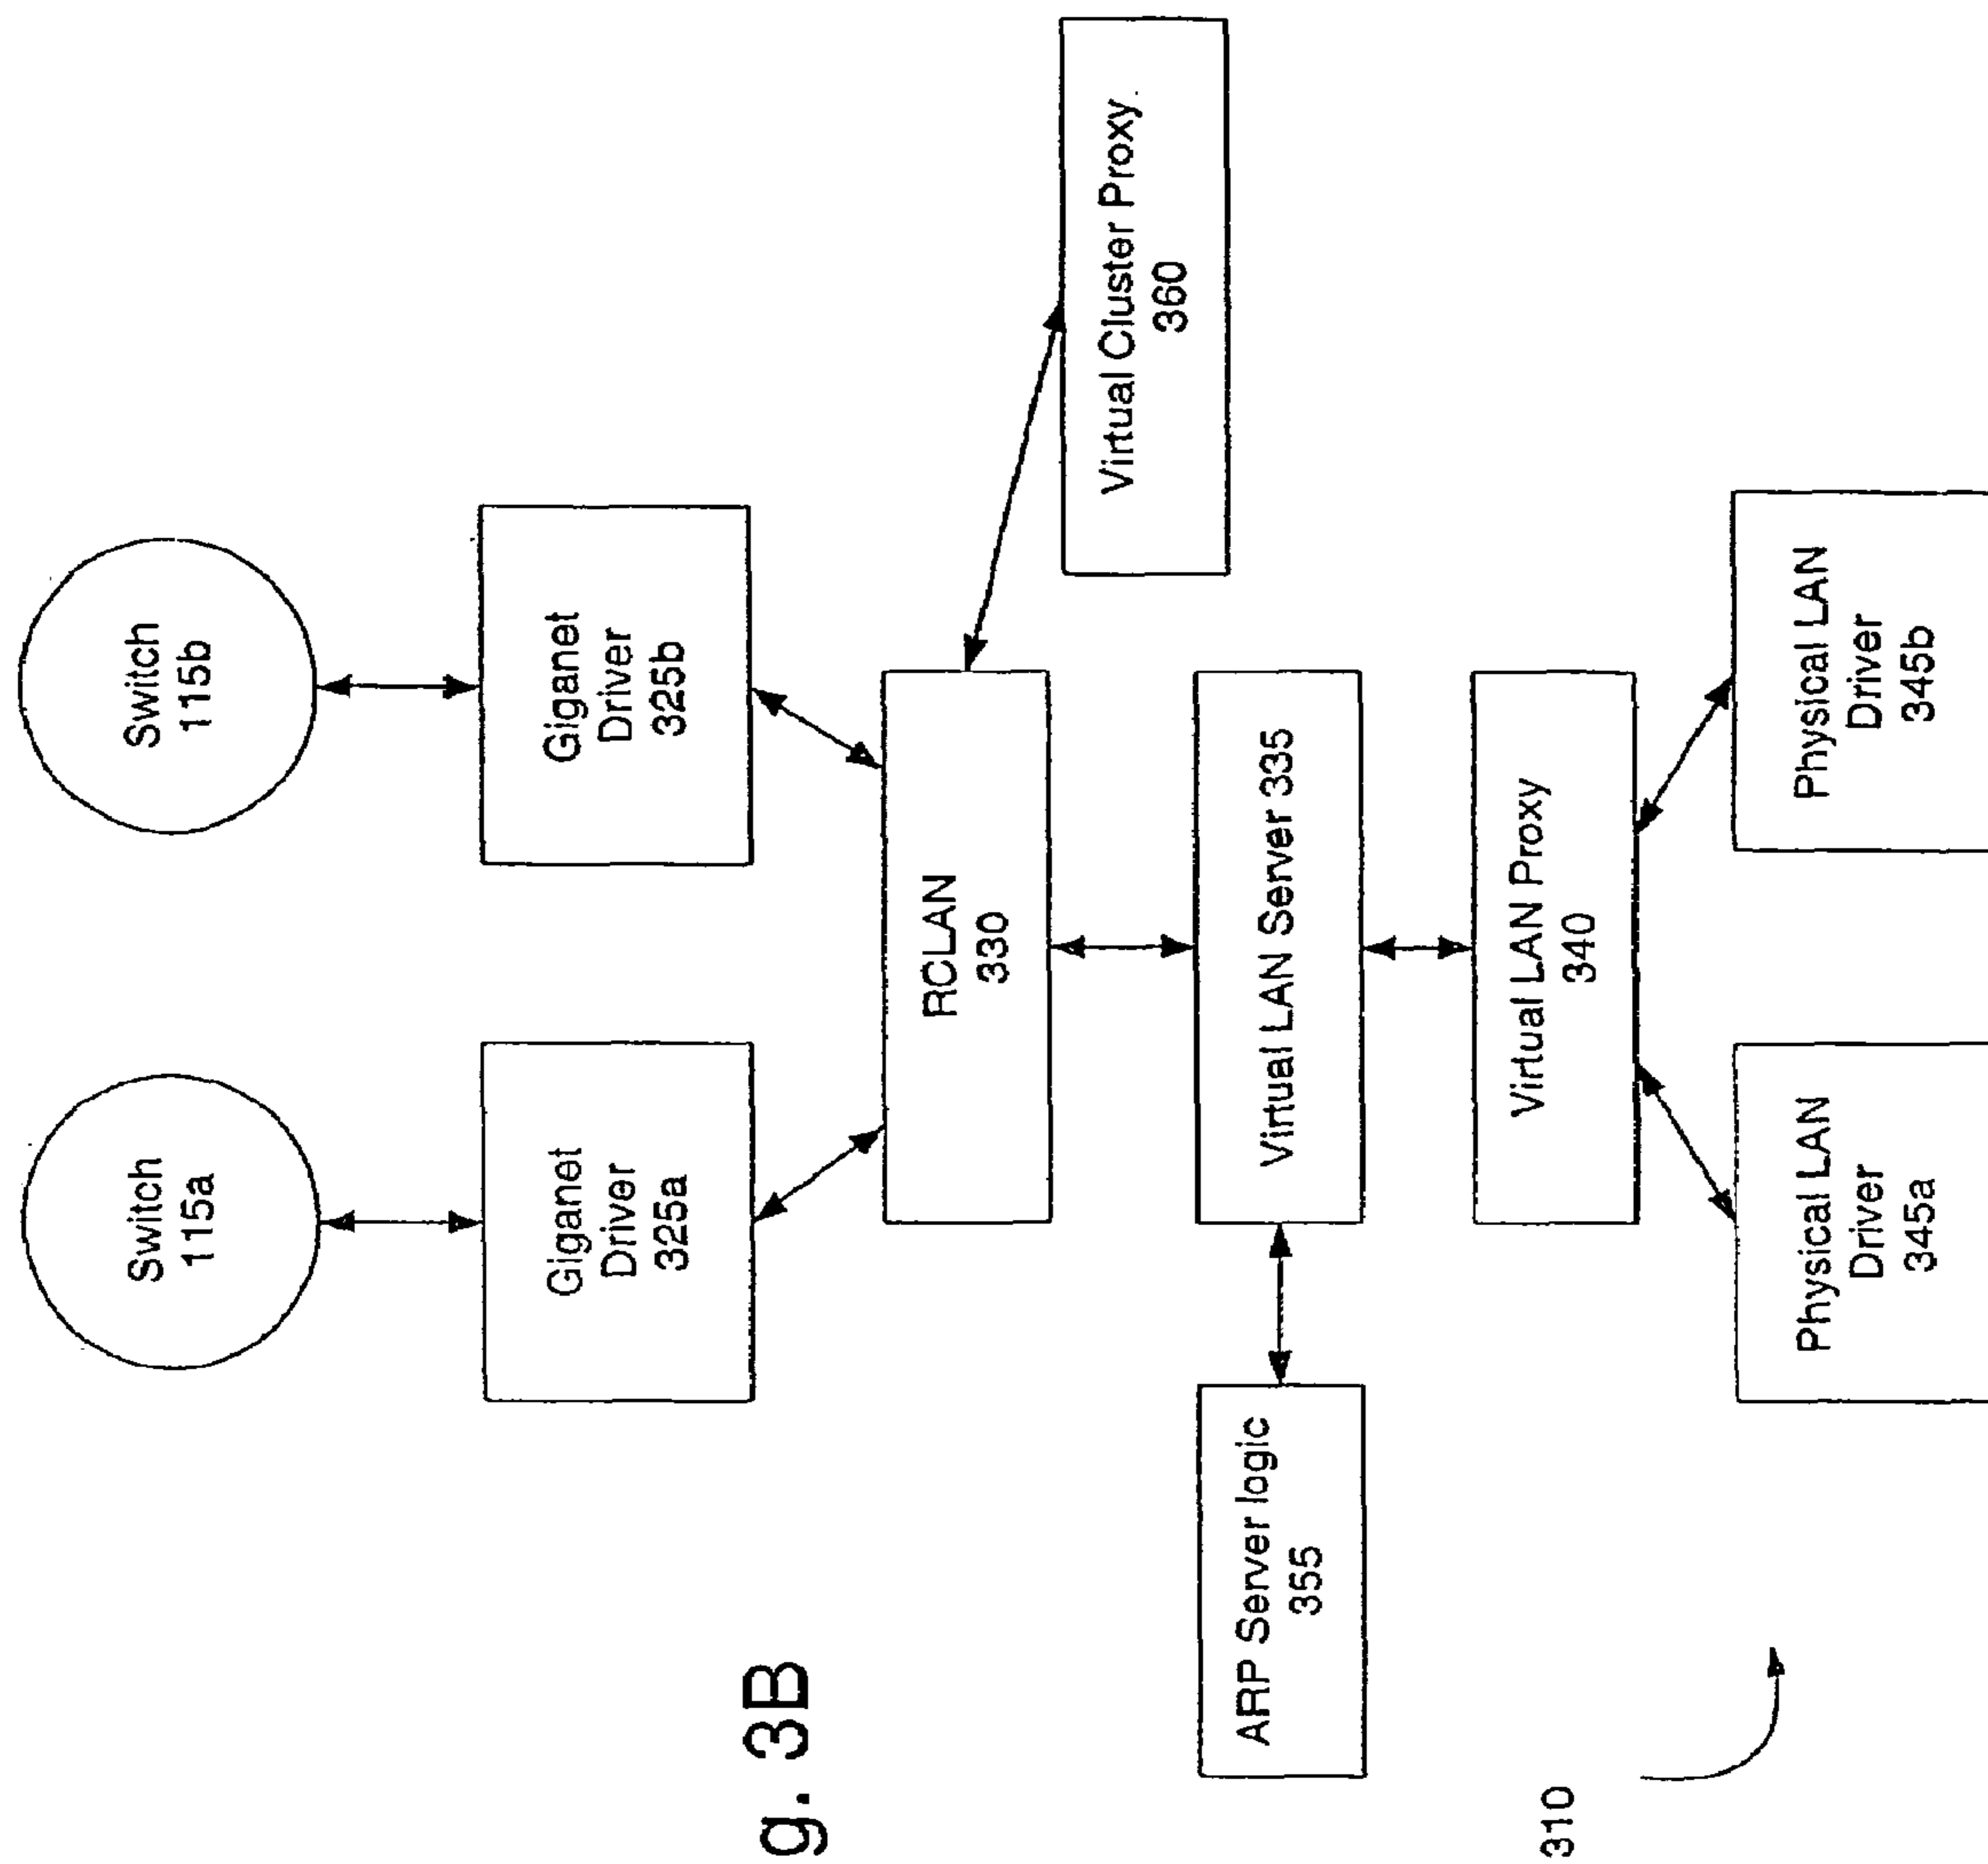 Switch
115a
Switch
115b
Giganet
Driver
325a
Giganet
Driver
325b
g. 3B
RCLAN
330
Virtual Cluster Proxy
360
ARP Server logic
355
Virtual LAN Server 335
Virtual LAN Proxy
340
310
Physical LAN
Driver
345a
Physical LAN
Driver
345b